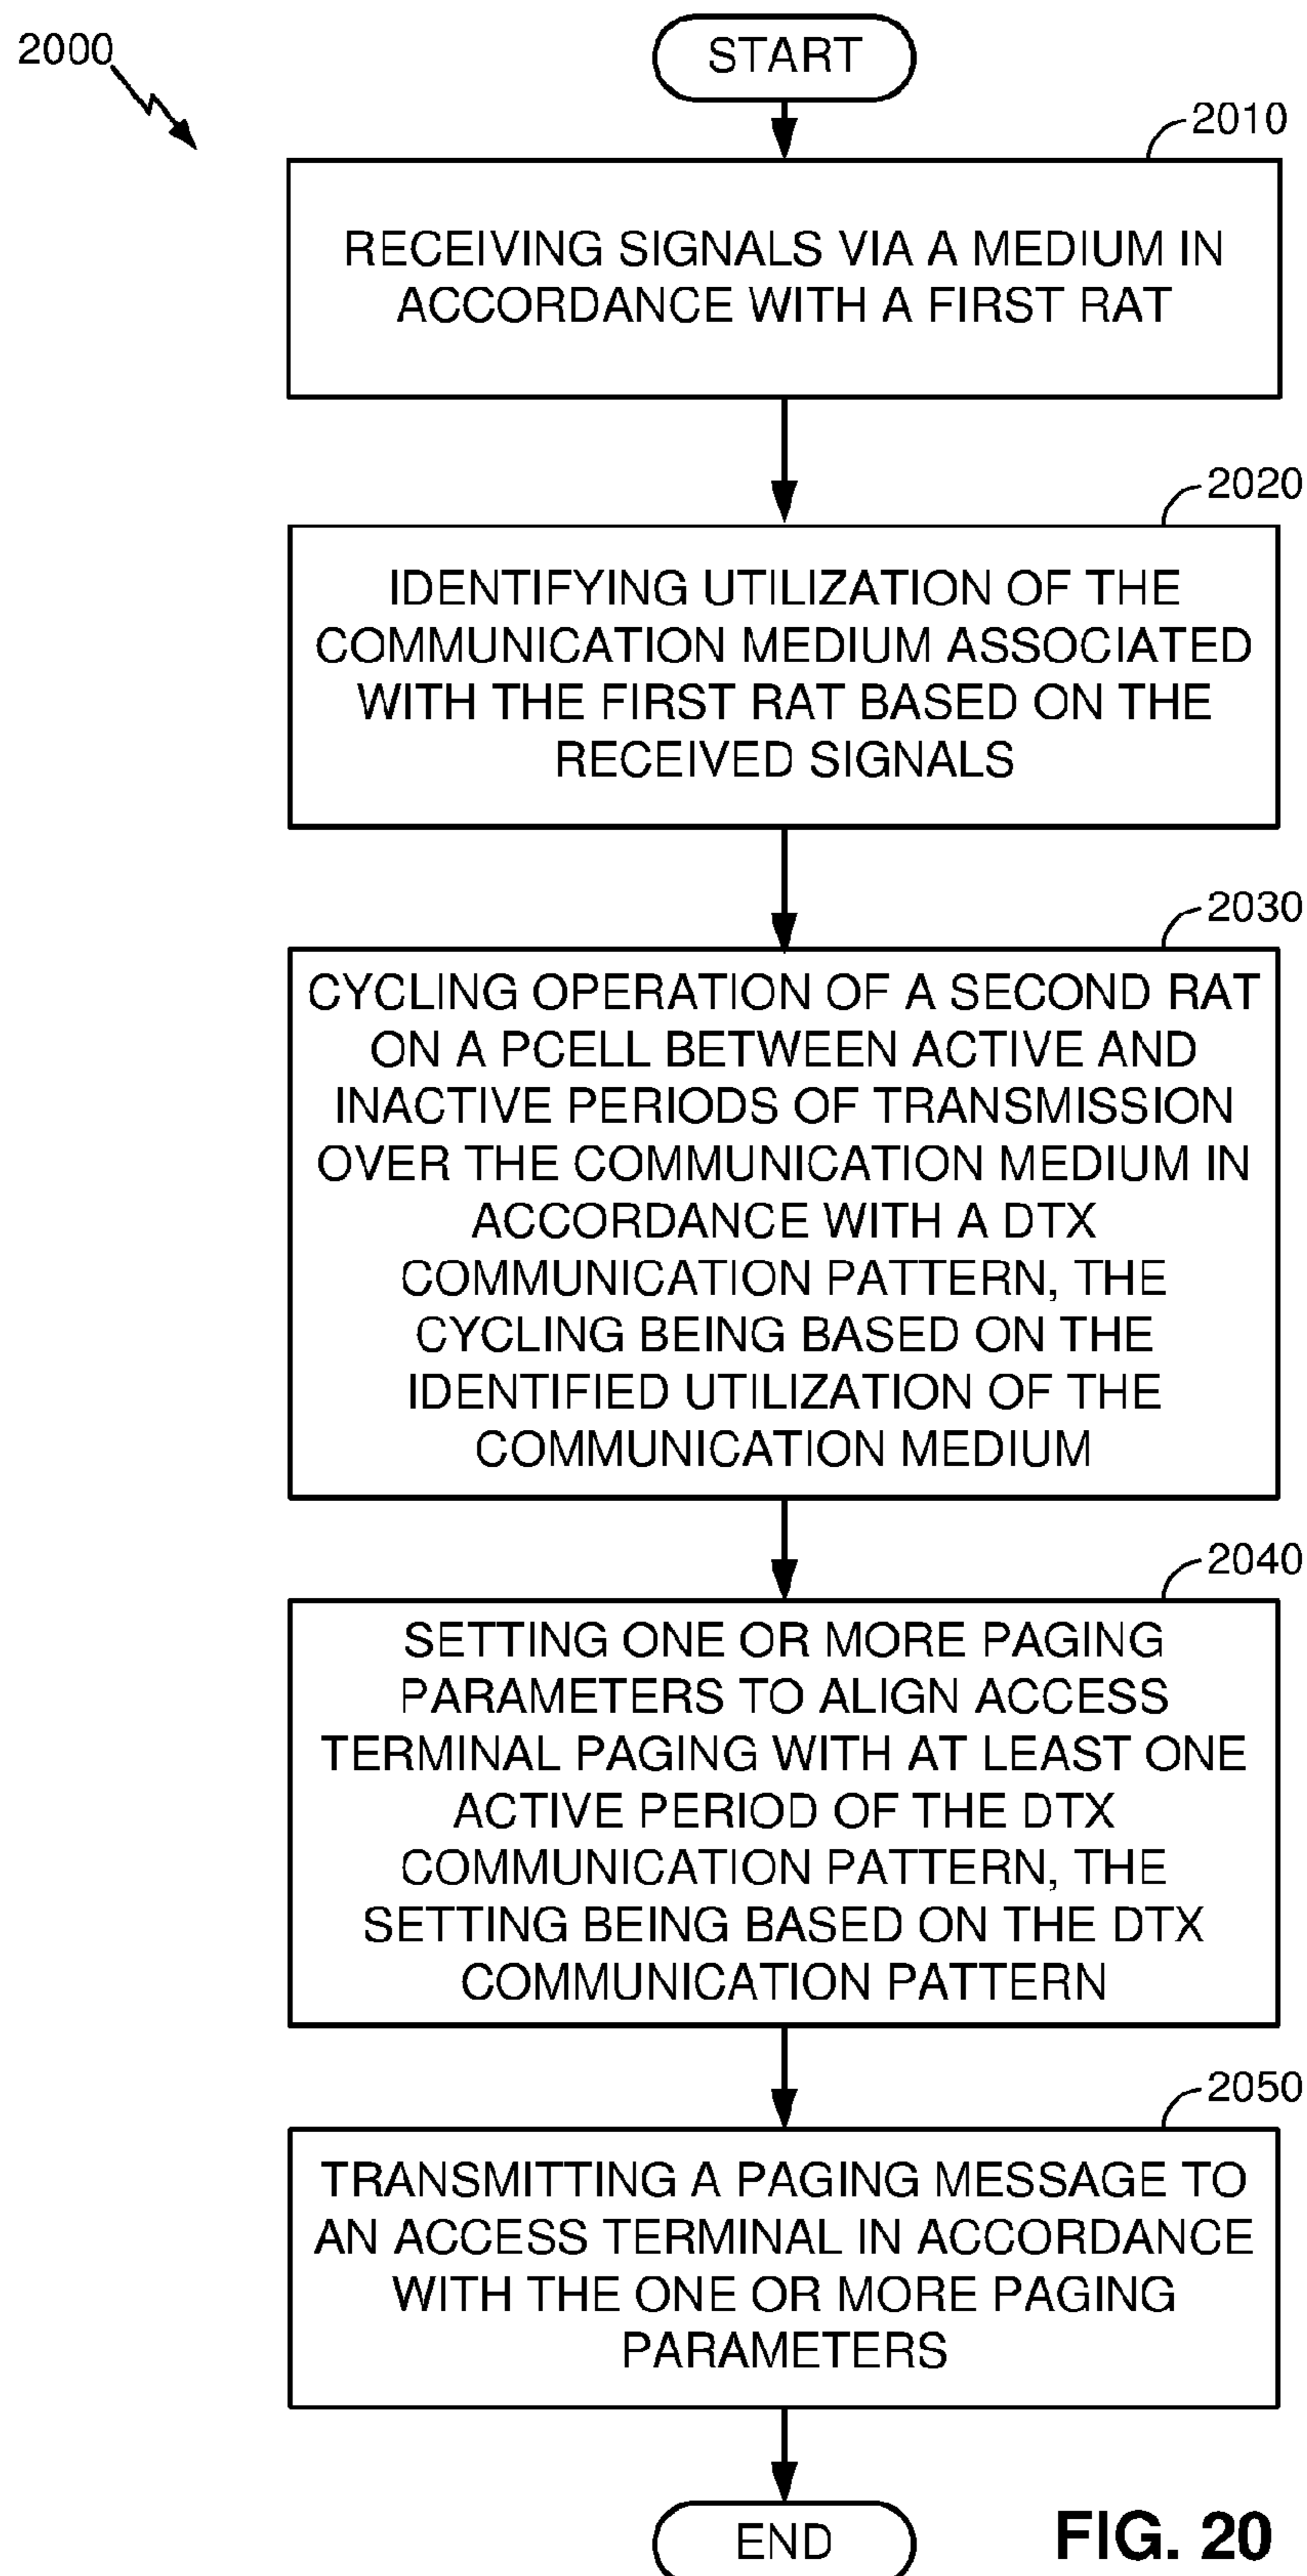 2000
START
2010
RECEIVING SIGNALS VIA A MEDIUM IN
ACCORDANCE WITH A FIRST RAT
2020
IDENTIFYING UTILIZATION OF THE
COMMUNICATION MEDIUM ASSOCIATED
WITH THE FIRST RAT BASED ON THE
RECEIVED SIGNALS
2030
CYCLING OPERATION OF A SECOND RAT
ON A PCELL BETWEEN ACTIVE AND
INACTIVE PERIODS OF TRANSMISSION
OVER THE COMMUNICATION MEDIUM IN
ACCORDANCE WITH A DTX
COMMUNICATION PATTERN, THE
CYCLING BEING BASED ON THE
IDENTIFIED UTILIZATION OF THE
COMMUNICATION MEDIUM
2040
SETTING ONE OR MORE PAGING
PARAMETERS TO ALIGN ACCESS
TERMINAL PAGING WITH AT LEAST ONE
ACTIVE PERIOD OF THE DTX
COMMUNICATION PATTERN, THE
SETTING BEING BASED ON THE DTX
COMMUNICATION PATTERN
2050
TRANSMITTING A PAGING MESSAGE TO
AN ACCESS TERMINAL IN ACCORDANCE
WITH THE ONE OR MORE PAGING
PARAMETERS
END
FIG. 20